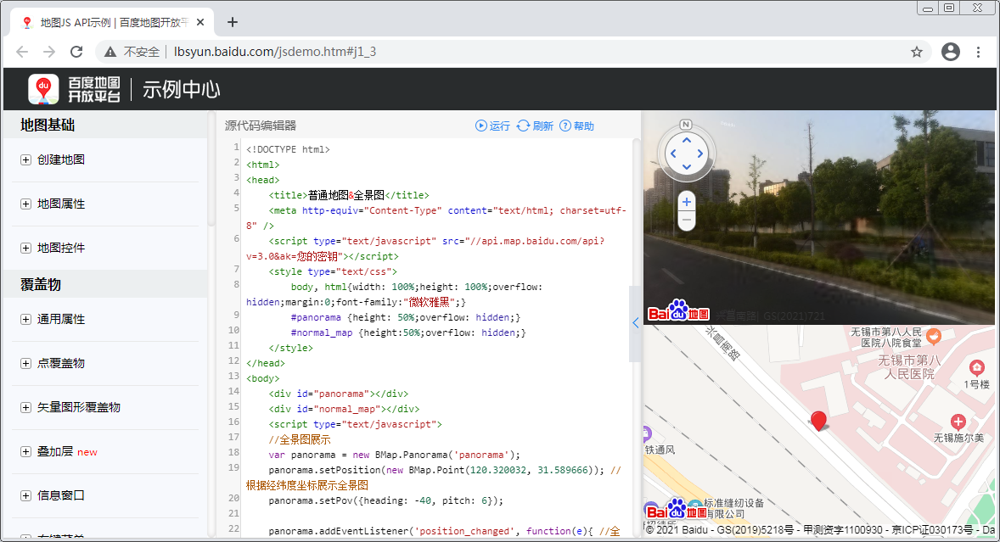 地图JS API示例 | 百度地图开放平
不安全 | lbsyun.baidu.com/jsdemo.htm#j1_3
du 百度地图
开放平台
示例中心
地图基础
创建地图
地图属性
地图控件
覆盖物
通用属性
点覆盖物
矢量图形覆盖物
叠加层 new
信息窗口
源代码编辑器
运行 刷新 帮助
1 <!DOCTYPE html>
2 <html>
3 <head>
4 <title>普通地图&全景图</title>
5 <meta http-equiv="Content-Type" content="text/html; charset=utf-
8" />
6 <script type="text/javascript" src="//api.map.baidu.com/api?
v=3.0&ak=您的密钥"></script>
7 <style type="text/css">
8 body, html{width: 100%;height: 100%;overflow:
hidden;margin:0;font-family:"微软雅黑";}
9 #panorama {height: 50%;overflow: hidden;}
10 #normal_map {height:50%;overflow: hidden;}
11 </style>
12 </head>
13 <body>
14 <div id="panorama"></div>
15 <div id="normal_map"></div>
16 <script type="text/javascript">
17 //全景图展示
18 var panorama = new BMap.Panorama('panorama');
19 panorama.setPosition(new BMap.Point(120.320032, 31.589666)); //
根据经纬度坐标展示全景图
20 panorama.setPov({heading: -40, pitch: 6});
21
22 panorama.addEventListener('position_changed', function(e){ //全
N
Bai du 地图 兴昌南路| GS(2021)721
兴昌南路
无锡市第八人民
医院八院食堂
无锡市第八
人民医院
1号楼
无锡施尔美
铁通风
标准缝纫设备
有限公司
Bai du 地图
© 2021 Baidu - GS(2019)5218号 - 甲测资字1100930 - 京ICP证030173号 - Da